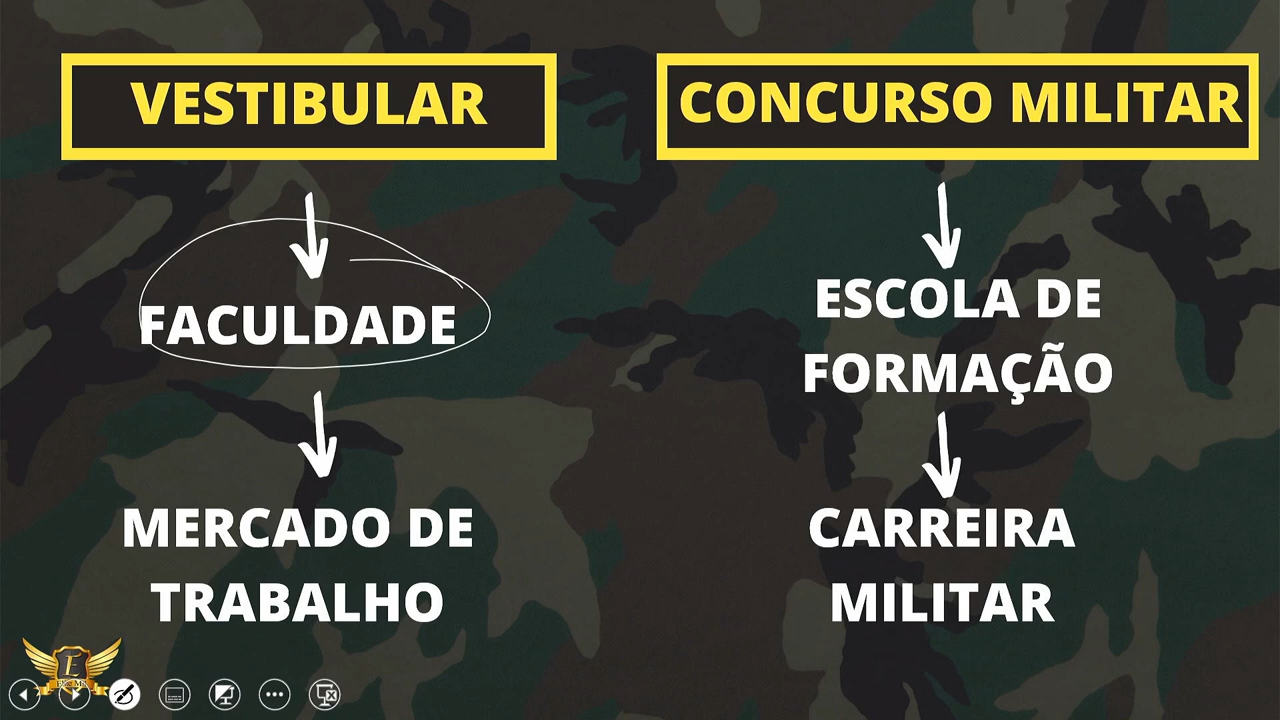 VESTIBULAR
FACULDADE
MERCADO DE
TRABALHO
CONCURSO MILITAR
ESCOLA DE
FORMAÇÃO
CARREIRA
MILITAR
E